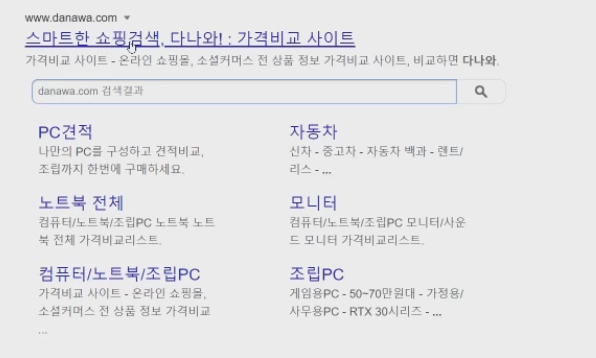 www.danawa.com
스마트한 쇼핑검색, 다나와! : 가격비교 사이트
가격비교 사이트 - 온라인 쇼핑몰, 소셜커머스 전 상품 정보 가격비교 사이트, 비교하면 다나와.
danawa.com 검색결과
PC견적
나만의 PC를 구성하고 견적비교,
조립까지 한번에 구매하세요.
자동차
신차 - 중고차 - 자동차 백과 - 렌트/
리스 - ...
노트북 전체
컴퓨터/노트북/조립PC 노트북 노트
북 전체 가격비교리스트.
모니터
컴퓨터/노트북/조립PC 모니터/사운
드 모니터 가격비교리스트.
컴퓨터/노트북/조립PC
가격비교 사이트 - 온라인 쇼핑몰,
소셜커머스 전 상품 정보 가격비교
...
조립PC
게임용PC - 50~70만원대 - 가정용/
사무용PC - RTX 30시리즈 - ...